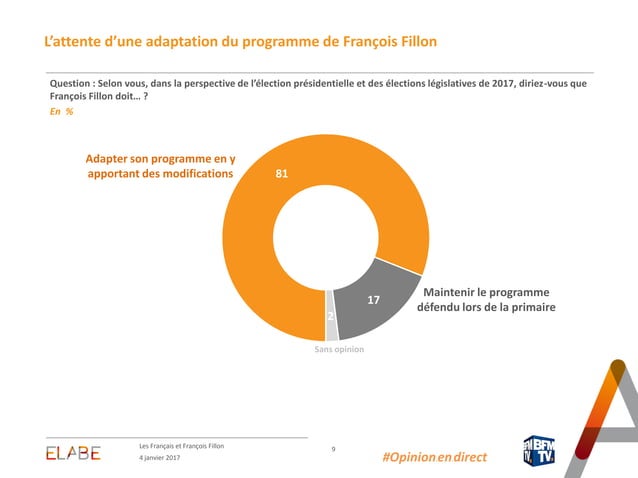 L’attente d’une adaptation du programme de François Fillon
Question : Selon vous, dans la perspective de l’élection présidentielle et des élections législatives de 2017, diriez-vous que
François Fillon doit… ?
En %
Adapter son programme en y
apportant des modifications
81
17
Maintenir le programme
défendu lors de la primaire
2
Sans opinion
Les Français et François Fillon
9
4 janvier 2017
ELABE
#Opinionendirect
BFM
TV.